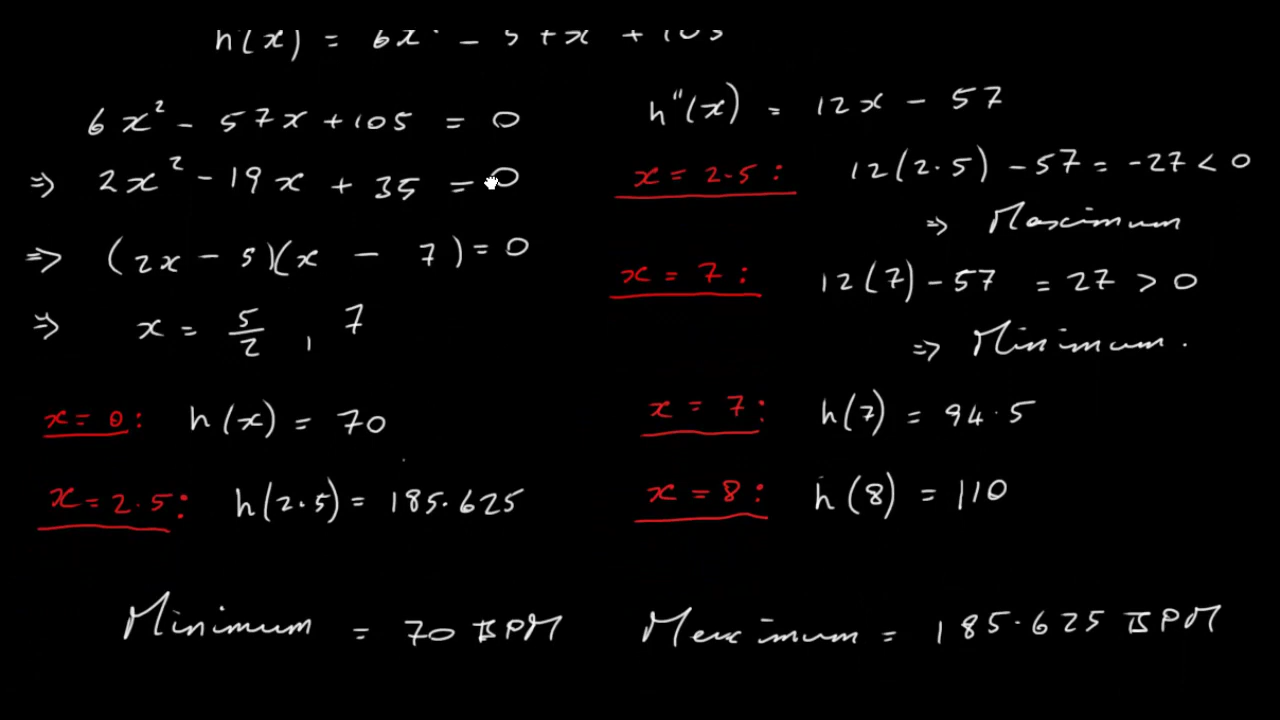 6x² - 57x + 105 = 0
⇒ 2x² - 19x + 35 = 0
⇒ (2x - 5)(x - 7) = 0
⇒ x = 5/2 , 7
h''(x) = 12x - 57
x = 2.5 : 12(2.5) - 57 = -27 < 0
⇒ Maximum
x = 7 : 12(7) - 57 = 27 > 0
⇒ Minimum.
x = 0 : h(x) = 70
x = 2.5 : h(2.5) = 185.625
x = 7 : h(7) = 94.5
x = 8 : h(8) = 110
Minimum = 70 BPM
Maximum = 185.625 BPM